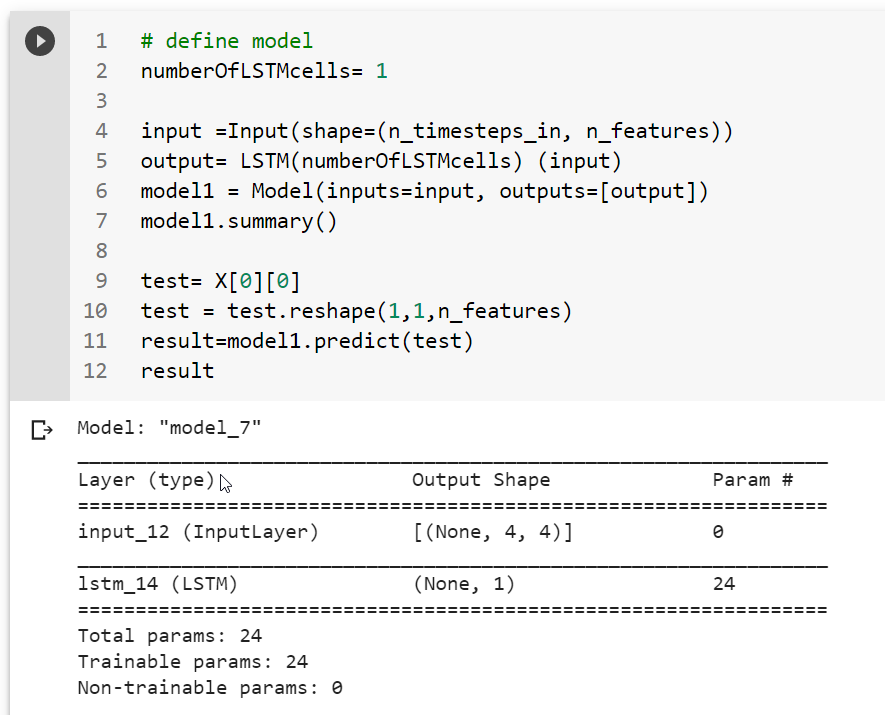 1 # define model
2 numberOfLSTMcells= 1
3
4 input =Input(shape=(n_timesteps_in, n_features))
5 output= LSTM(numberOfLSTMcells) (input)
6 model1 = Model(inputs=input, outputs=[output])
7 model1.summary()
8
9 test= X[0][0]
10 test = test.reshape(1,1,n_features)
11 result=model1.predict(test)
12 result
Model: "model_7"
Layer (type) Output Shape Param #
input_12 (InputLayer) [(None, 4, 4)] 0
lstm_14 (LSTM) (None, 1) 24
Total params: 24
Trainable params: 24
Non-trainable params: 0